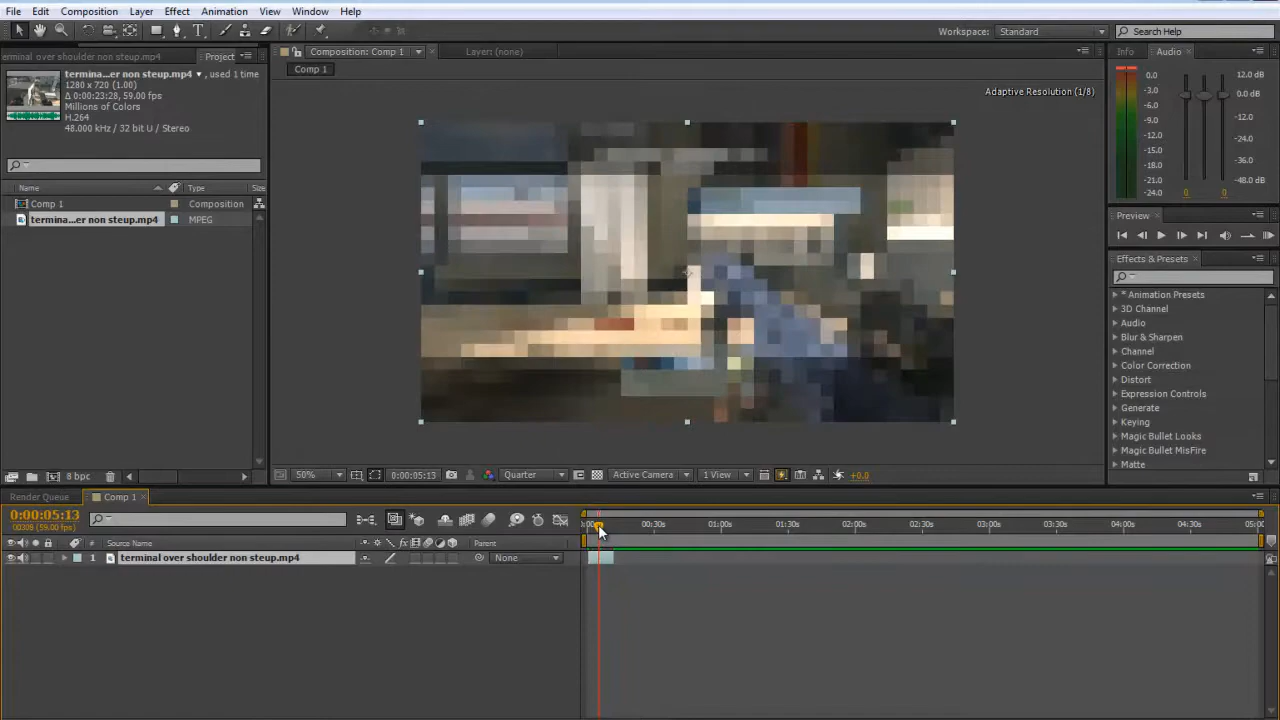 File Edit Composition Layer Effect Animation View Window Help
Workspace: Standard Search Help
terminal over shoulder non steup.mp4 Project
Composition: Comp 1 Layer: (none) Info Audio
Comp 1
termina...er non steup.mp4 , used 1 time
1280 x 720 (1.00)
Δ 0:00:23:28, 59.00 fps
Millions of Colors
H.264
48.000 kHz / 32 bit U / Stereo
Adaptive Resolution (1/8)
0.0 12.0 dB
-3.0 0.0 dB
-6.0
-9.0 -12.0
-12.0
-15.0 -24.0
-18.0 -36.0
-21.0
-24.0 -48.0 dB
0 0
Name Type Size
Comp 1 Composition
termina...er non steup.mp4 MPEG
Preview
Effects & Presets
* Animation Presets
3D Channel
Audio
Blur & Sharpen
Channel
Color Correction
Distort
Expression Controls
Generate
Keying
Magic Bullet Looks
Magic Bullet MisFire
Matte
8 bpc
50% 0:00:05:13 Quarter Active Camera 1 View +0.0
Render Queue Comp 1
0:00:05:13
00308 (59.00 fps)
00:30s 01:00s 01:30s 02:00s 02:30s 03:00s 03:30s 04:00s 04:30s
# Source Name Parent
1 terminal over shoulder non steup.mp4 None